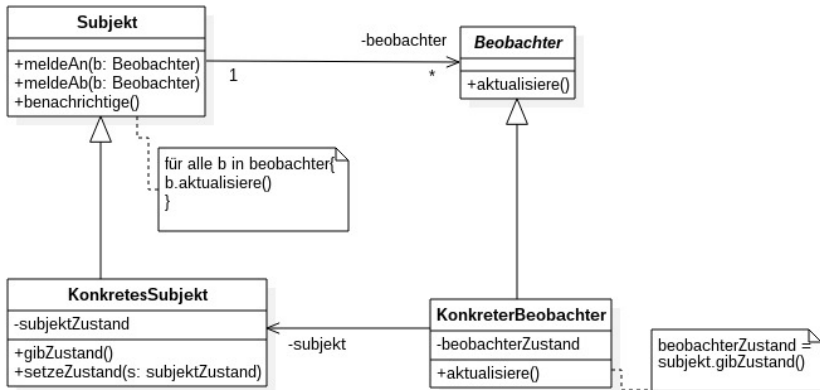 Subjekt
+meldeAn(b: Beobachter)
+meldeAb(b: Beobachter)
+benachrichtige()
-beobachter
1
*
Beobachter
+aktualisiere()
für alle b in beobachter{
b.aktualisiere()
}
KonkretesSubjekt
-subjektZustand
+gibZustand()
+setzeZustand(s: subjektZustand)
-subjekt
KonkreterBeobachter
-beobachterZustand
+aktualisiere()
beobachterZustand =
subjekt.gibZustand()